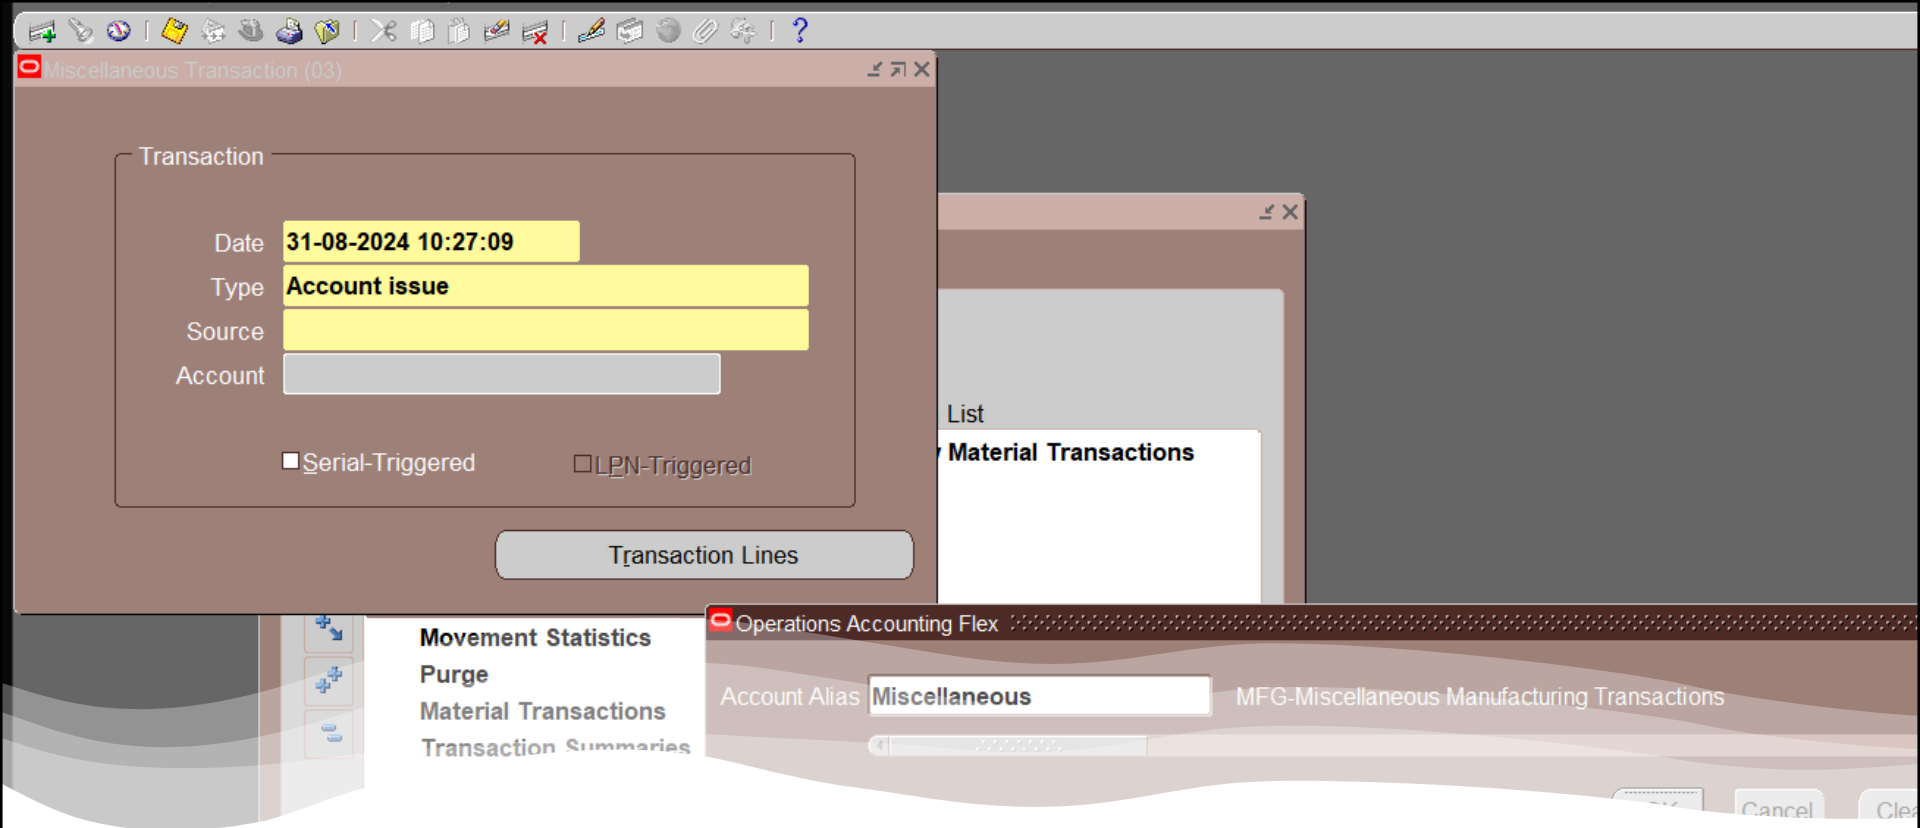 Miscellaneous Transaction (03)
Transaction
Date 31-08-2024 10:27:09
Type Account issue
Source
Account
Serial-Triggered LPN-Triggered
Transaction Lines
List
Material Transactions
Movement Statistics
Purge
Material Transactions
Transaction Summaries
Operations Accounting Flex
Account Alias Miscellaneous MFG-Miscellaneous Manufacturing Transactions
Cancel